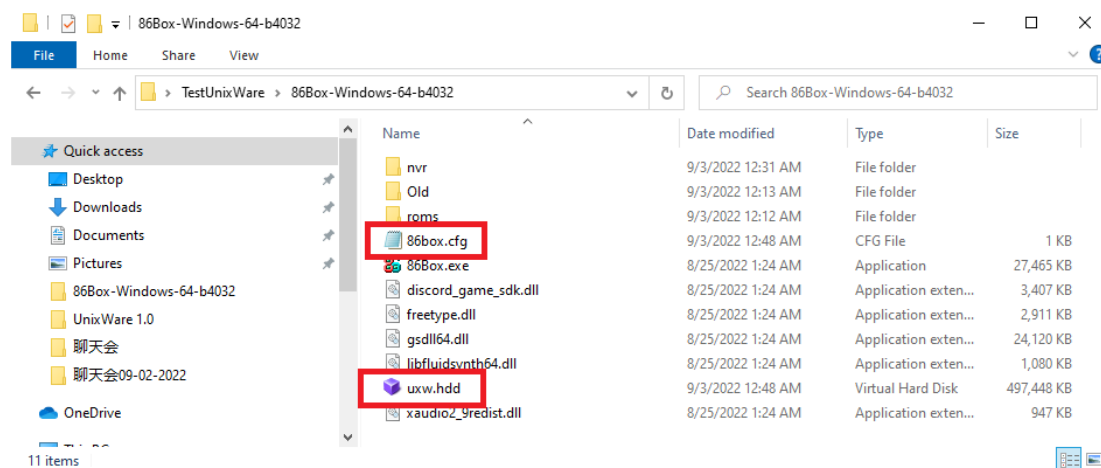 86Box-Windows-64-b4032
File Home Share View
TestUnixWare > 86Box-Windows-64-b4032 Search 86Box-Windows-64-b4032
Name Date modified Type Size
Quick access
Desktop
Downloads
Documents
Pictures
86Box-Windows-64-b4032
UnixWare 1.0
聊天会
聊天会09-02-2022
OneDrive
nvr 9/3/2022 12:31 AM File folder
Old 9/3/2022 12:13 AM File folder
roms 9/3/2022 12:12 AM File folder
86box.cfg 9/3/2022 12:48 AM CFG File 1 KB
86Box.exe 8/25/2022 1:24 AM Application 27,465 KB
discord_game_sdk.dll 8/25/2022 1:24 AM Application exten... 3,407 KB
freetype.dll 8/25/2022 1:24 AM Application exten... 2,911 KB
gsdll64.dll 8/25/2022 1:24 AM Application exten... 24,120 KB
libfluidsynth64.dll 8/25/2022 1:24 AM Application exten... 1,080 KB
uxw.hdd 9/3/2022 12:48 AM Virtual Hard Disk 497,448 KB
xaudio2_9redist.dll 8/25/2022 1:24 AM Application exten... 947 KB
11 items